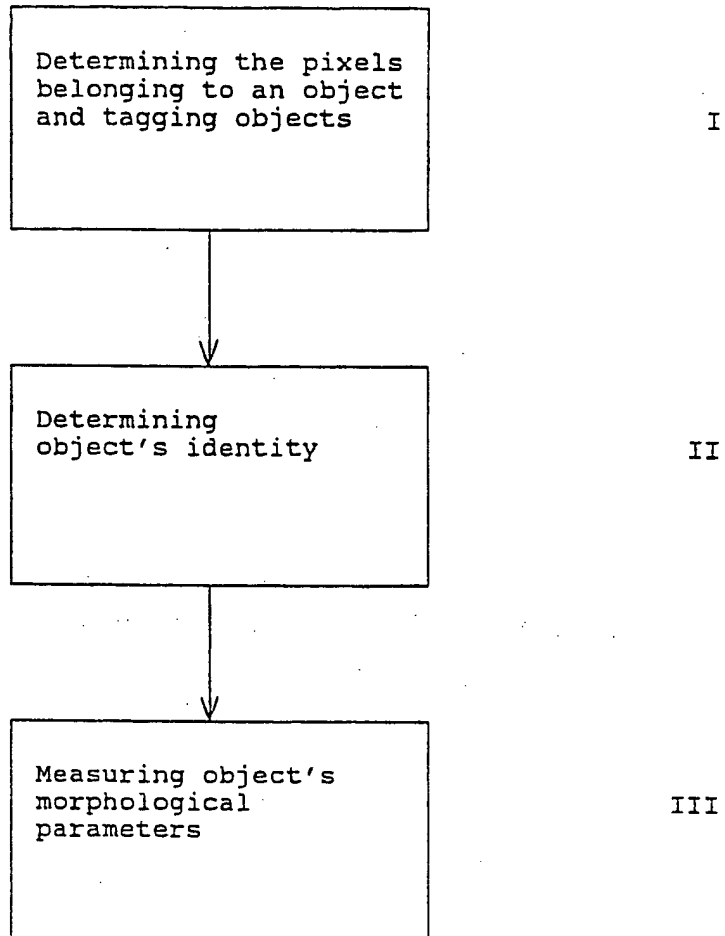 Determining the pixels
belonging to an object
and tagging objects
I
Determining
object's identity
II
Measuring object's
morphological
parameters
III